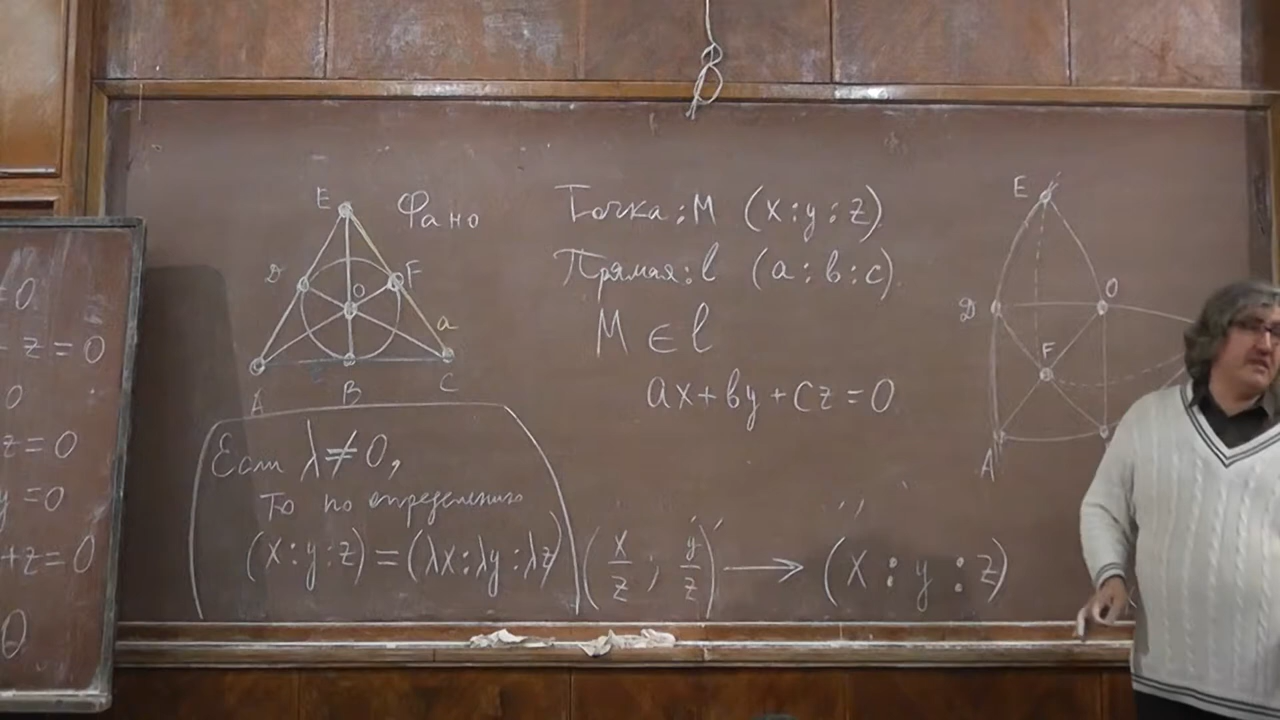 =0
z=0
0
z=0
y=0
+z=0
0
E
Фано
D
F
O
a
A
B
C
Точка: M (x:y:z)
Прямая: l (a:b:c).
M ∈ l
ax+by+cz=0
Если λ≠0,
то по определению
(x:y:z)=(λx:λy:λz)
(x/z ; y/z) → (x:y:z)
E
D
O
F
A